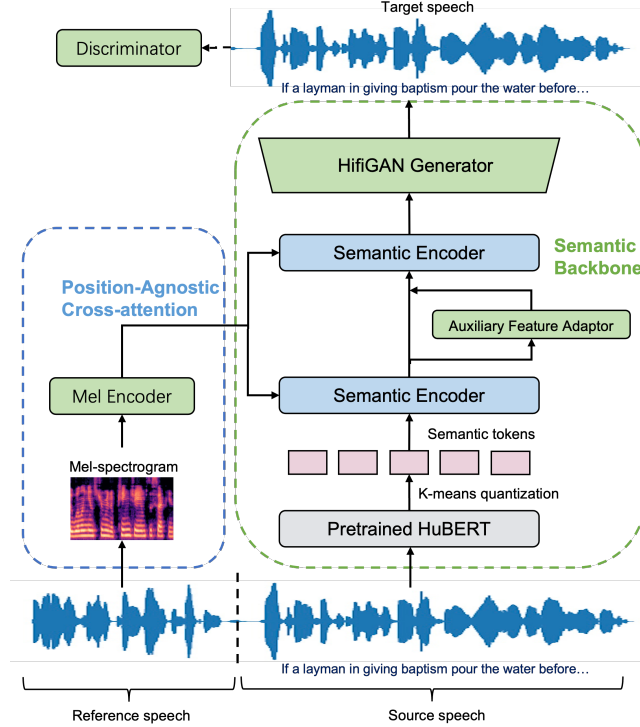 Target speech
Discriminator
If a layman in giving baptism pour the water before…
HifiGAN Generator
Semantic Encoder
Semantic
Backbone
Position-Agnostic
Cross-attention
Auxiliary Feature Adaptor
Mel Encoder
Semantic Encoder
Semantic tokens
Mel-spectrogram
K-means quantization
Pretrained HuBERT
If a layman in giving baptism pour the water before…
Reference speech
Source speech